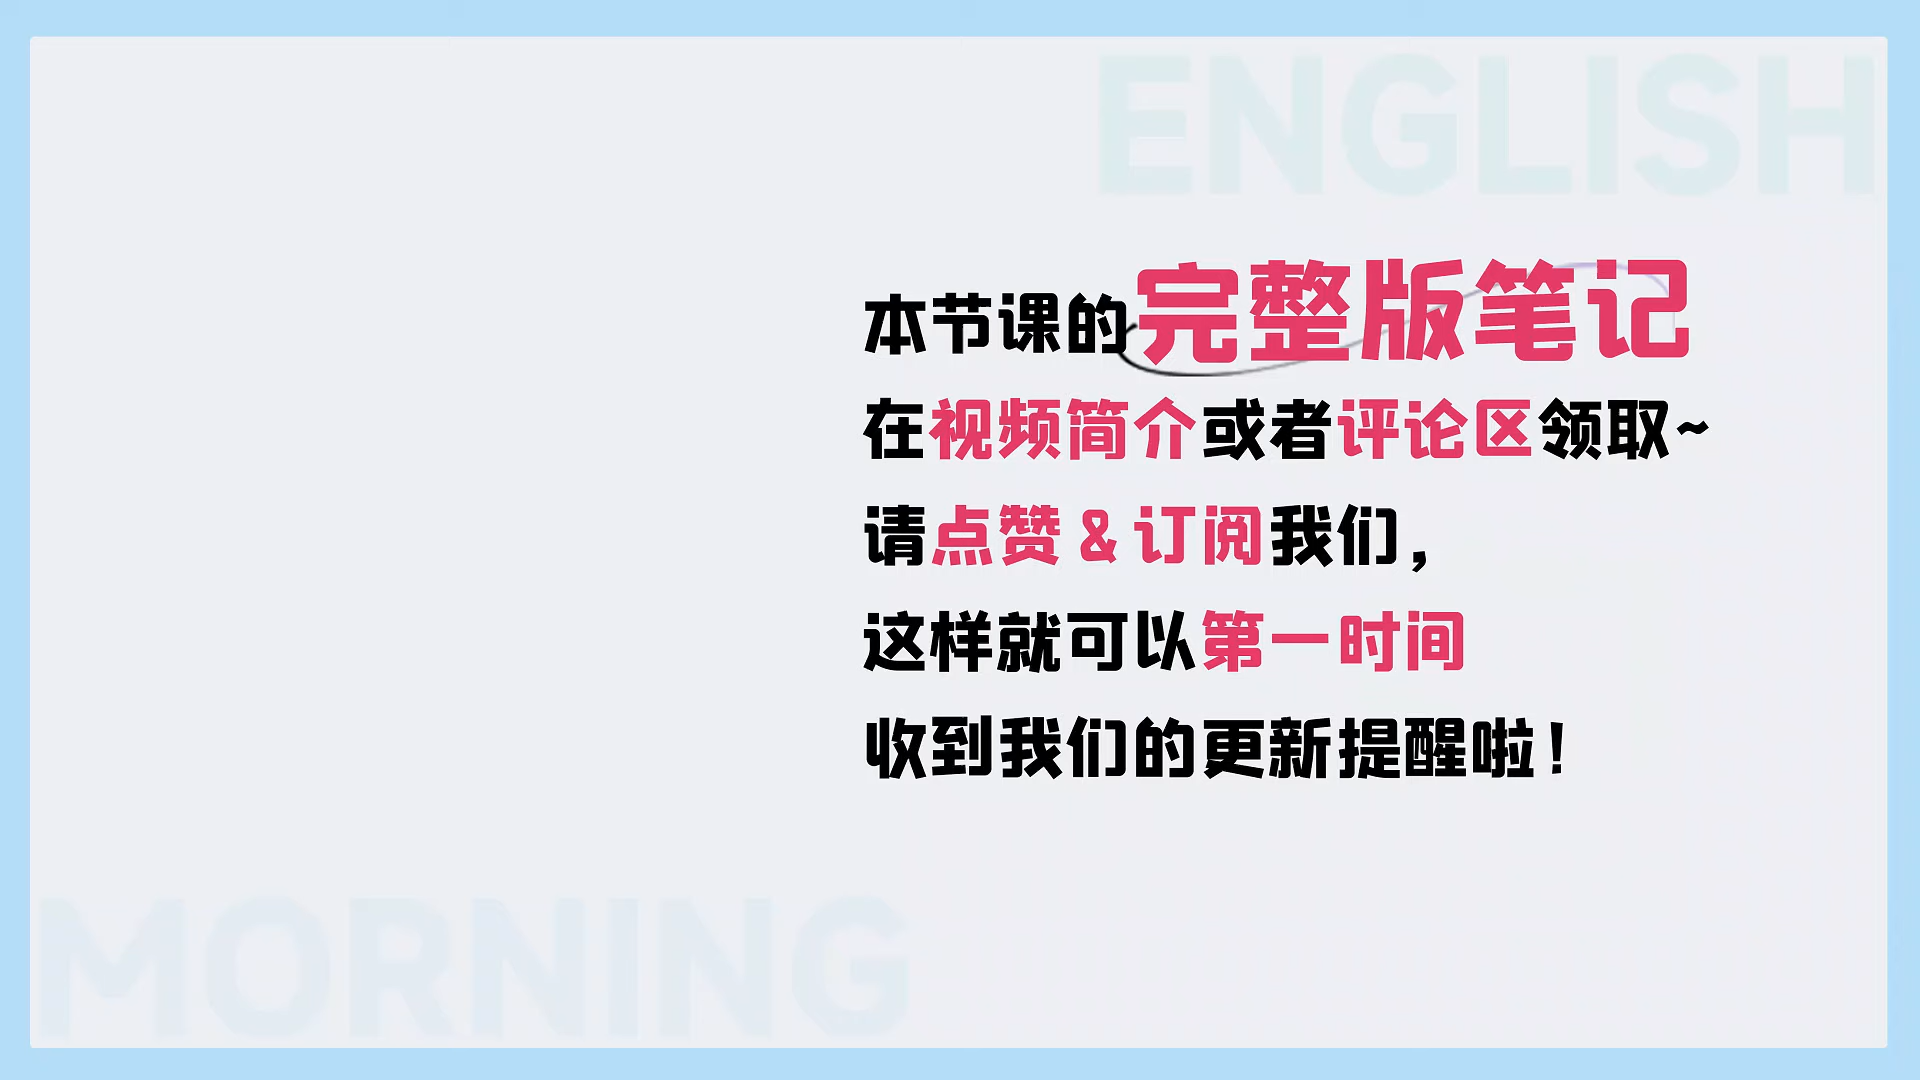 ENGLISH
本节课的完整版笔记
在视频简介或者评论区领取~
请点赞&订阅我们，
这样就可以第一时间
收到我们的更新提醒啦！
MORNING